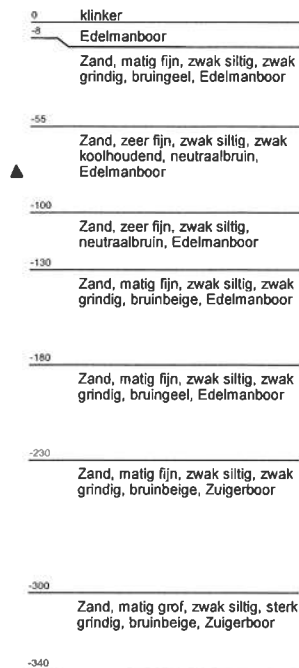 0 klinker
-8 Edelmanboor
Zand, matig fijn, zwak siltig, zwak
grindig, bruingeel, Edelmanboor
-55
Zand, zeer fijn, zwak siltig, zwak
koolhoudend, neutraalbruin,
Edelmanboor
-100
Zand, zeer fijn, zwak siltig,
neutraalbruin, Edelmanboor
-130
Zand, matig fijn, zwak siltig, zwak
grindig, bruinbeige, Edelmanboor
-180
Zand, matig fijn, zwak siltig, zwak
grindig, bruingeel, Edelmanboor
-230
Zand, matig fijn, zwak siltig, zwak
grindig, bruinbeige, Zuigerboor
-300
Zand, matig grof, zwak siltig, sterk
grindig, bruinbeige, Zuigerboor
-340